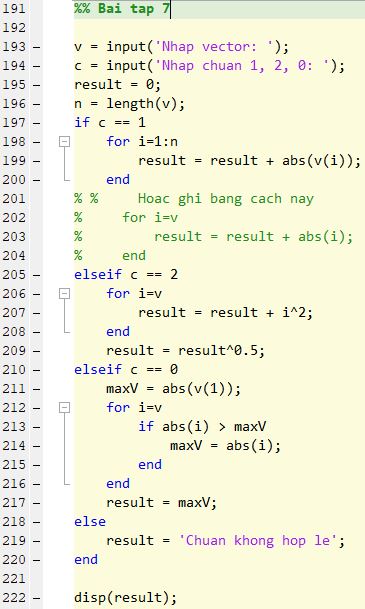 191 %% Bai tap 7
192
193 – v = input('Nhap vector: ');
194 – c = input('Nhap chuan 1, 2, 0: ');
195 – result = 0;
196 – n = length(v);
197 – if c == 1
198 – for i=1:n
199 – result = result + abs(v(i));
200 – end
201 % % Hoac ghi bang cach nay
202 % for i=v
203 % result = result + abs(i);
204 % end
205 – elseif c == 2
206 – for i=v
207 – result = result + i^2;
208 – end
209 – result = result^0.5;
210 – elseif c == 0
211 – maxV = abs(v(1));
212 – for i=v
213 – if abs(i) > maxV
214 – maxV = abs(i);
215 – end
216 – end
217 – result = maxV;
218 – else
219 – result = 'Chuan khong hop le';
220 – end
221
222 – disp(result);